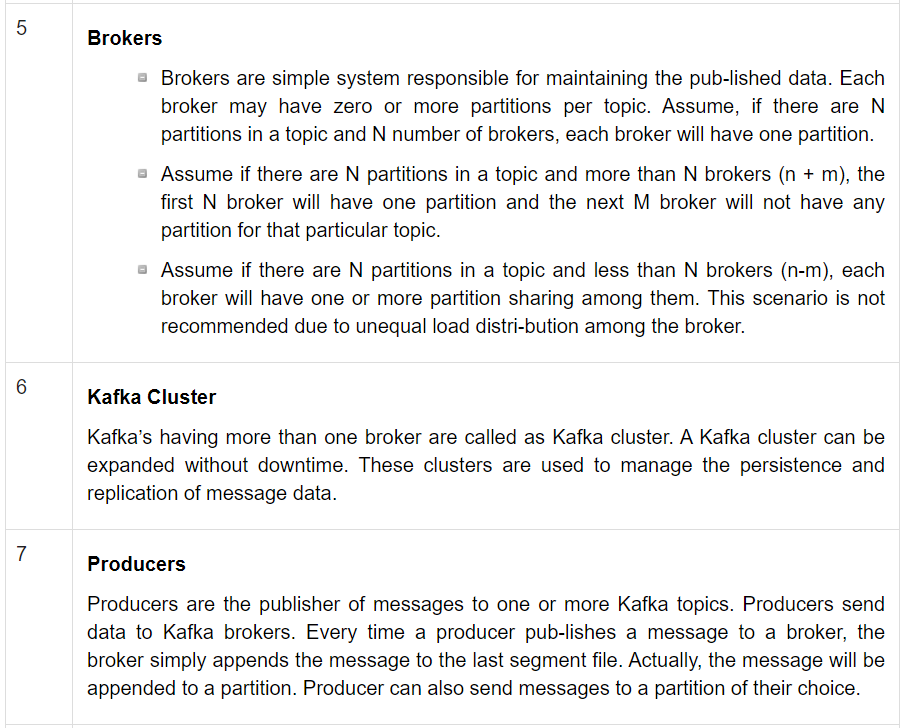 5
Brokers
Brokers are simple system responsible for maintaining the pub-lished data. Each
broker may have zero or more partitions per topic. Assume, if there are N
partitions in a topic and N number of brokers, each broker will have one partition.
Assume if there are N partitions in a topic and more than N brokers (n + m), the
first N broker will have one partition and the next M broker will not have any
partition for that particular topic.
Assume if there are N partitions in a topic and less than N brokers (n-m), each
broker will have one or more partition sharing among them. This scenario is not
recommended due to unequal load distri-bution among the broker.
6
Kafka Cluster
Kafka’s having more than one broker are called as Kafka cluster. A Kafka cluster can be
expanded without downtime. These clusters are used to manage the persistence and
replication of message data.
7
Producers
Producers are the publisher of messages to one or more Kafka topics. Producers send
data to Kafka brokers. Every time a producer pub-lishes a message to a broker, the
broker simply appends the message to the last segment file. Actually, the message will be
appended to a partition. Producer can also send messages to a partition of their choice.